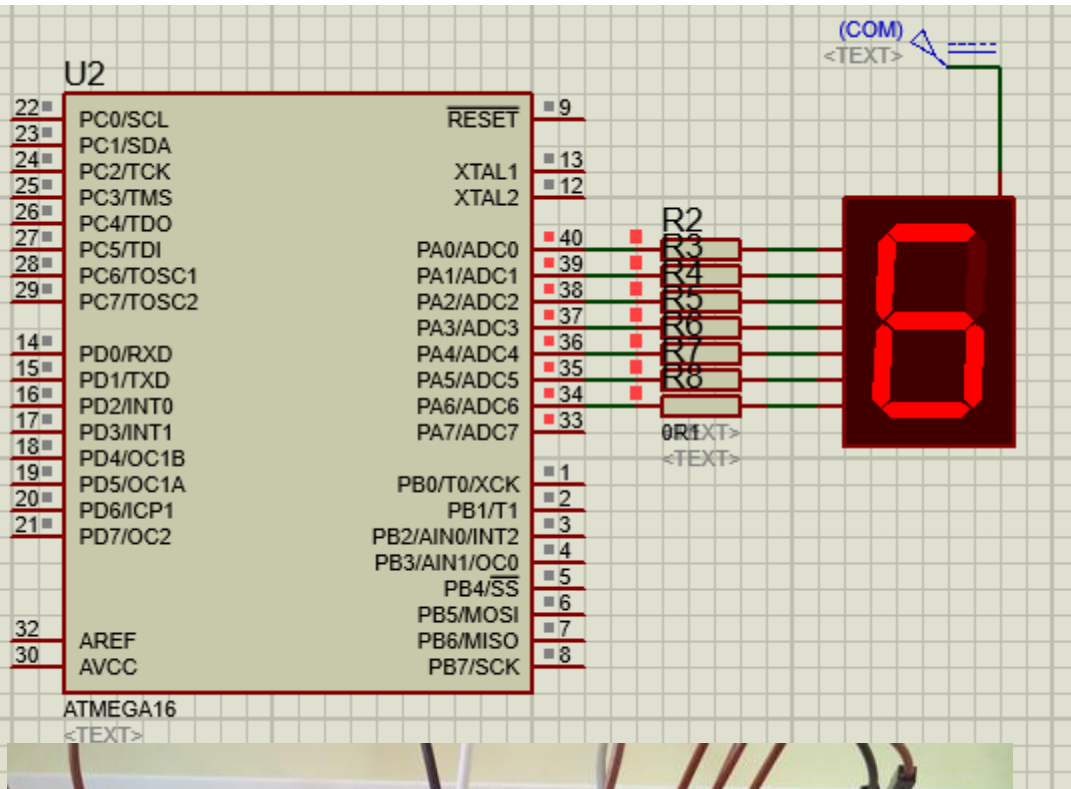 (COM)
<TEXT>
U2
22
PC0/SCL
23
PC1/SDA
24
PC2/TCK
25
PC3/TMS
26
PC4/TDO
27
PC5/TDI
28
PC6/TOSC1
29
PC7/TOSC2
14
PD0/RXD
15
PD1/TXD
16
PD2/INT0
17
PD3/INT1
18
PD4/OC1B
19
PD5/OC1A
20
PD6/ICP1
21
PD7/OC2
32
AREF
30
AVCC
RESET
9
XTAL1
13
XTAL2
12
PA0/ADC0
40
PA1/ADC1
39
PA2/ADC2
38
PA3/ADC3
37
PA4/ADC4
36
PA5/ADC5
35
PA6/ADC6
34
PA7/ADC7
33
PB0/T0/XCK
1
PB1/T1
2
PB2/AIN0/INT2
3
PB3/AIN1/OC0
4
PB4/SS
5
PB5/MOSI
6
PB6/MISO
7
PB7/SCK
8
R2
R3
R4
R5
R6
R7
R8
0R1
<TEXT>
6
ATMEGA16
<TEXT>